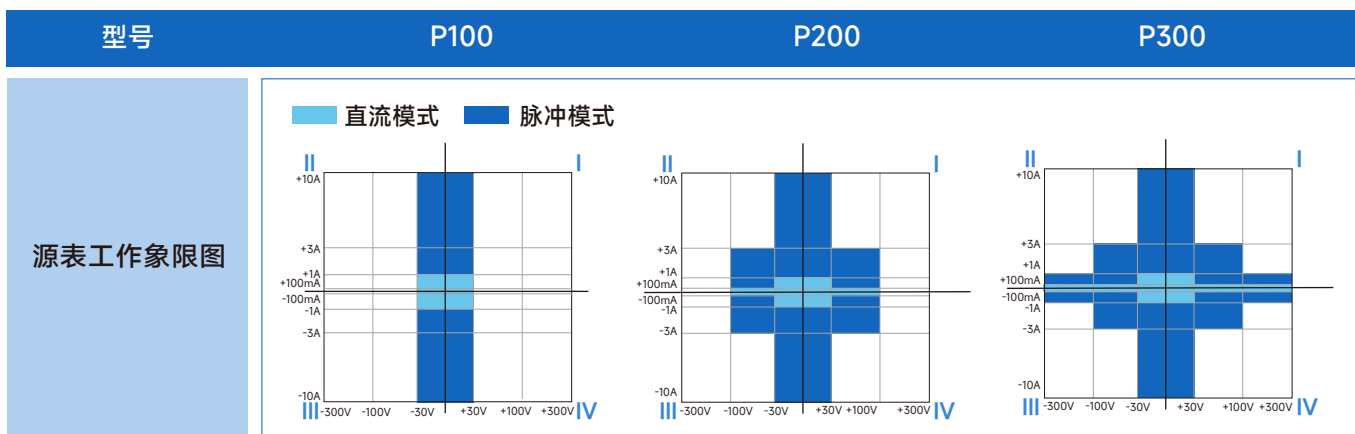 型号 P100 P200 P300
源表工作象限图
直流模式 脉冲模式
II I
+10A
+3A
+1A
+100mA
-100mA
-1A
-3A
-10A
III -300V -100V -30V +30V +100V +300V IV
II I
+10A
+3A
+1A
+100mA
-100mA
-1A
-3A
-10A
III -300V -100V -30V +30V +100V +300V IV
II I
+10A
+3A
+1A
+100mA
-100mA
-1A
-3A
-10A
III -300V -100V -30V +30V +100V +300V IV